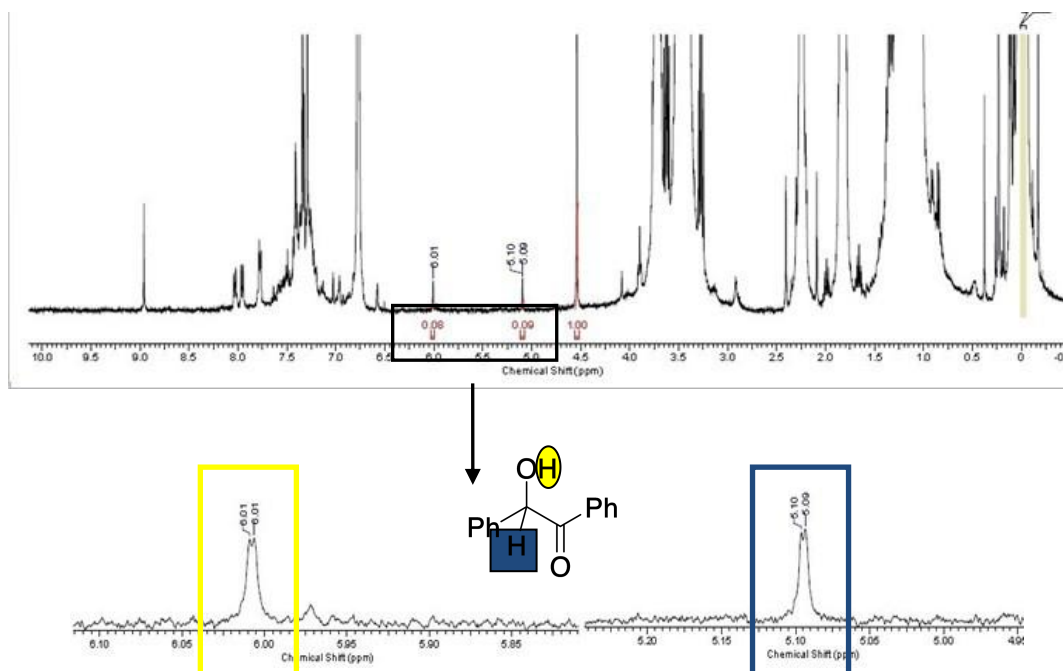 6.01
5.10
5.09
0.08
0.09
1.00
10.0 9.5 9.0 8.5 8.0 7.5 7.0 6.5 6.0 5.5 5.0 4.5 4.0 3.5 3.0 2.5 2.0 1.5 1.0 0.5 0
Chemical Shift (ppm)
OH
Ph
Ph
H
O
6.01
6.01
6.10 6.05 6.00 5.95 5.90 5.85
Chemical Shift (ppm)
5.10
5.09
5.20 5.15 5.10 5.05 5.00 4.95
Chemical Shift (ppm)